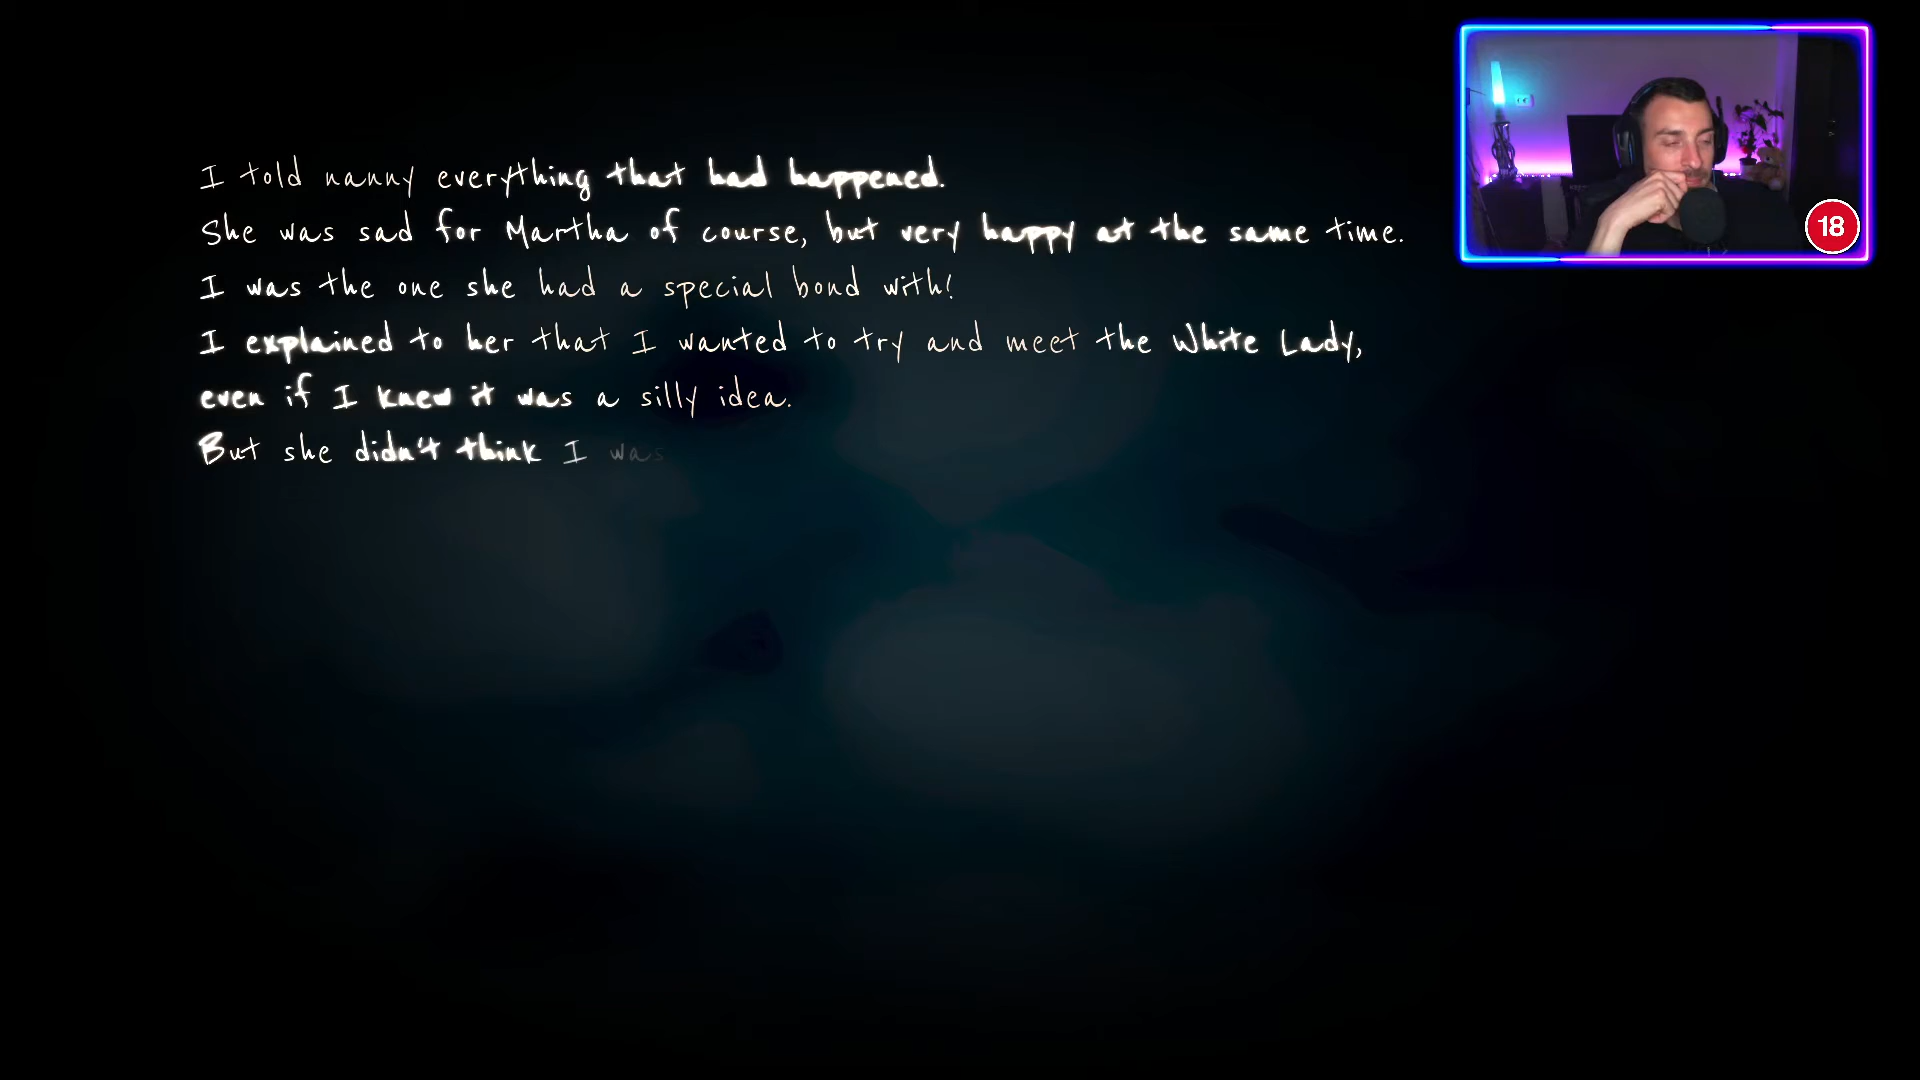 I told nanny everything that had happened.
She was sad for Martha of course, but very happy at the same time.
I was the one she had a special bond with!
I explained to her that I wanted to try and meet the White Lady,
even if I knew it was a silly idea.
But she didn't think I was
18